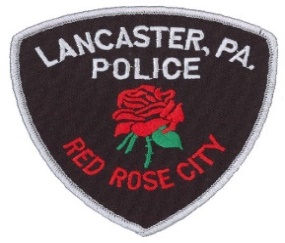 LANCASTER, PA.
POLICE
RED ROSE CITY